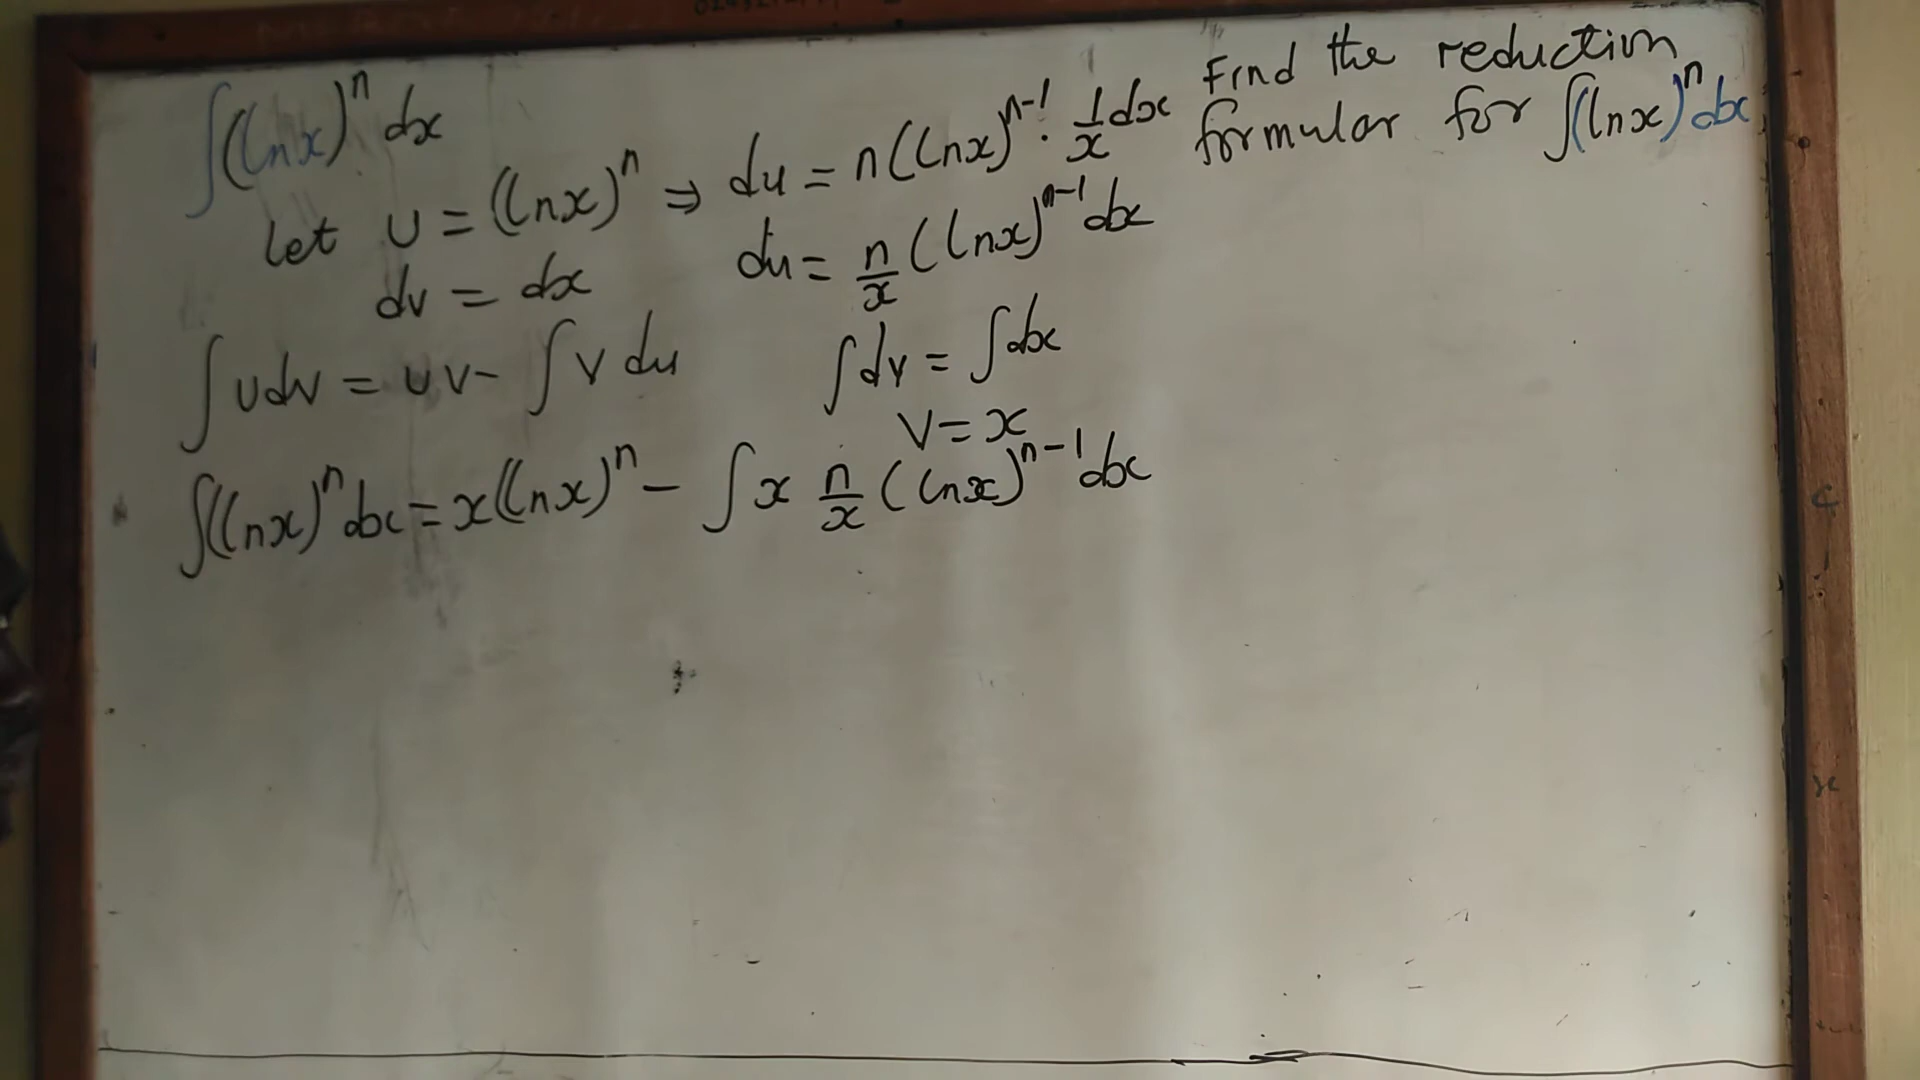 Find the reduction
formular for ∫(lnx)^n dx
∫(lnx)^n dx
Let u = (lnx)^n ⇒ du = n(lnx)^{n-1} · 1/x dx
dv = dx du = n/x (lnx)^{n-1} dx
∫udv = uv - ∫v du ∫dv = ∫dx
v = x
∫(lnx)^n dx = x(lnx)^n - ∫x n/x (lnx)^{n-1} dx